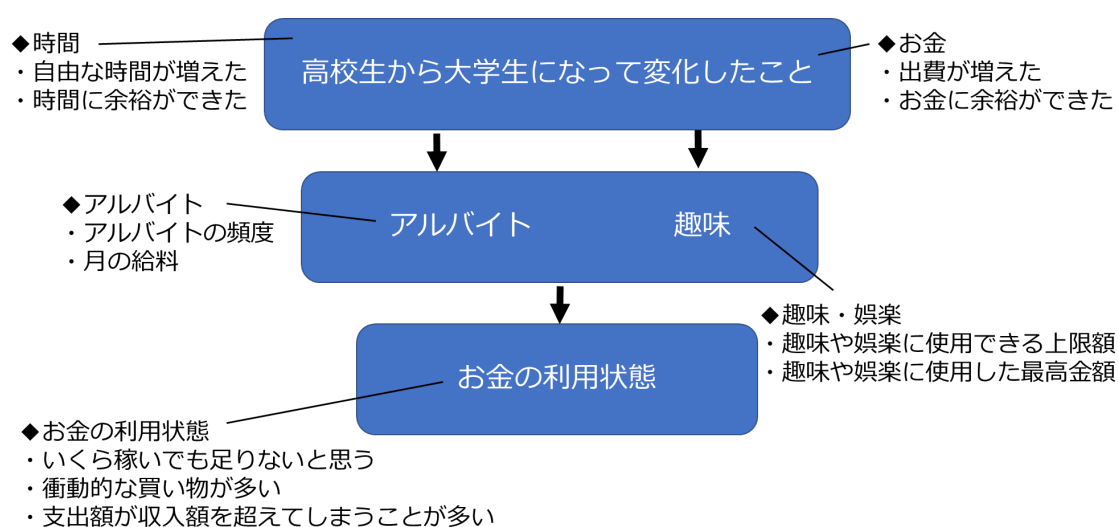 ◆時間
・自由な時間が増えた
・時間に余裕ができた
高校生から大学生になって変化したこと
◆お金
・出費が増えた
・お金に余裕ができた
◆アルバイト
・アルバイトの頻度
・月の給料
アルバイト
趣味
◆趣味・娯楽
・趣味や娯楽に使用できる上限額
・趣味や娯楽に使用した最高金額
お金の利用状態
◆お金の利用状態
・いくら稼いでも足りないと思う
・衝動的な買い物が多い
・支出額が収入額を超えてしまうことが多い